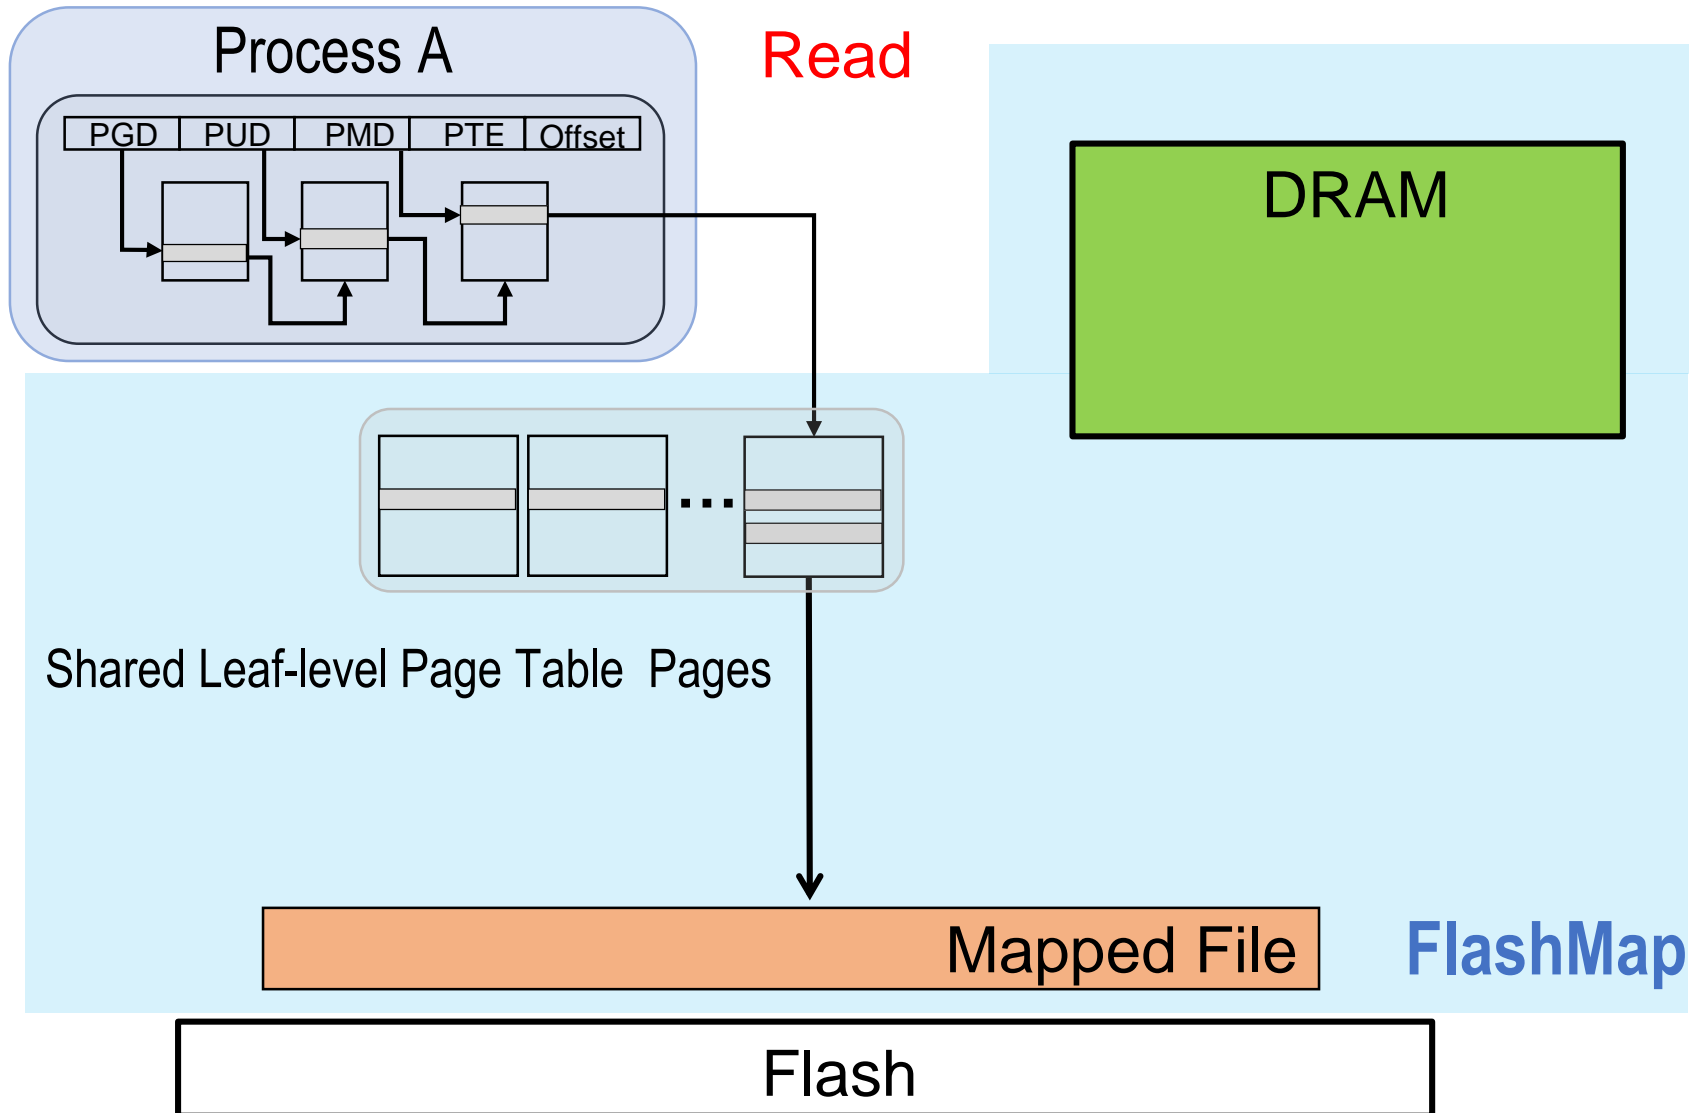 Process A
Read
PGD PUD PMD PTE Offset
DRAM
...
Shared Leaf-level Page Table Pages
Mapped File
FlashMap
Flash